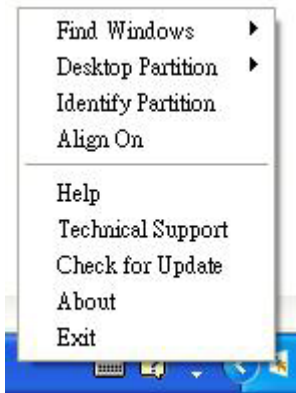 Find Windows
Desktop Partition
Identify Partition
Align On
Help
Technical Support
Check for Update
About
Exit